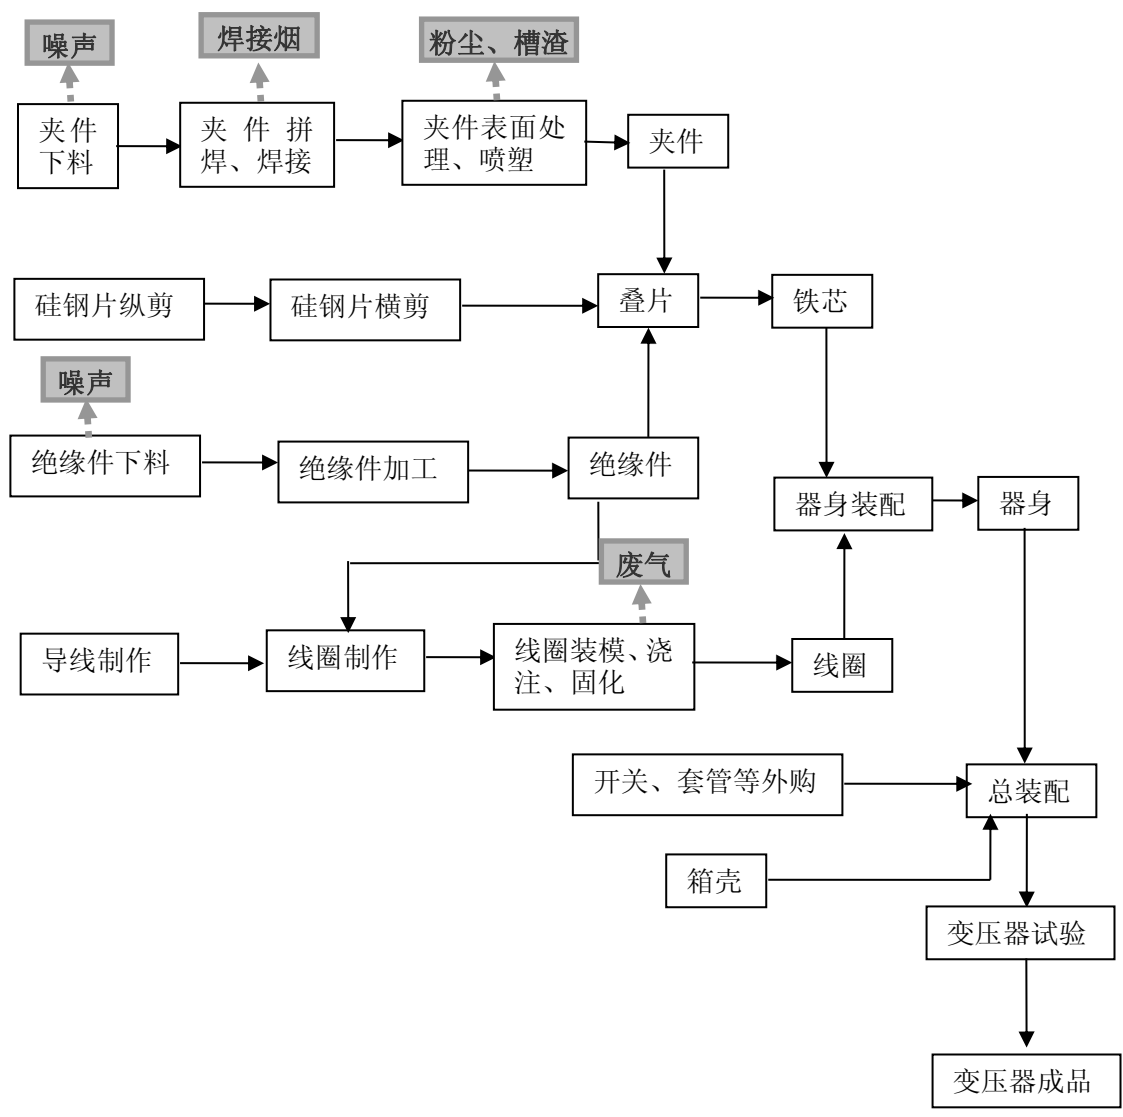 噪声
焊接烟
粉尘、槽渣
夹件
下料
夹 件 拼
焊、焊接
夹件表面处
理、喷塑
夹件
硅钢片纵剪
硅钢片横剪
叠片
铁芯
噪声
绝缘件下料
绝缘件加工
绝缘件
器身装配
器身
废气
导线制作
线圈制作
线圈装模、浇
注、固化
线圈
开关、套管等外购
总装配
箱壳
变压器试验
变压器成品